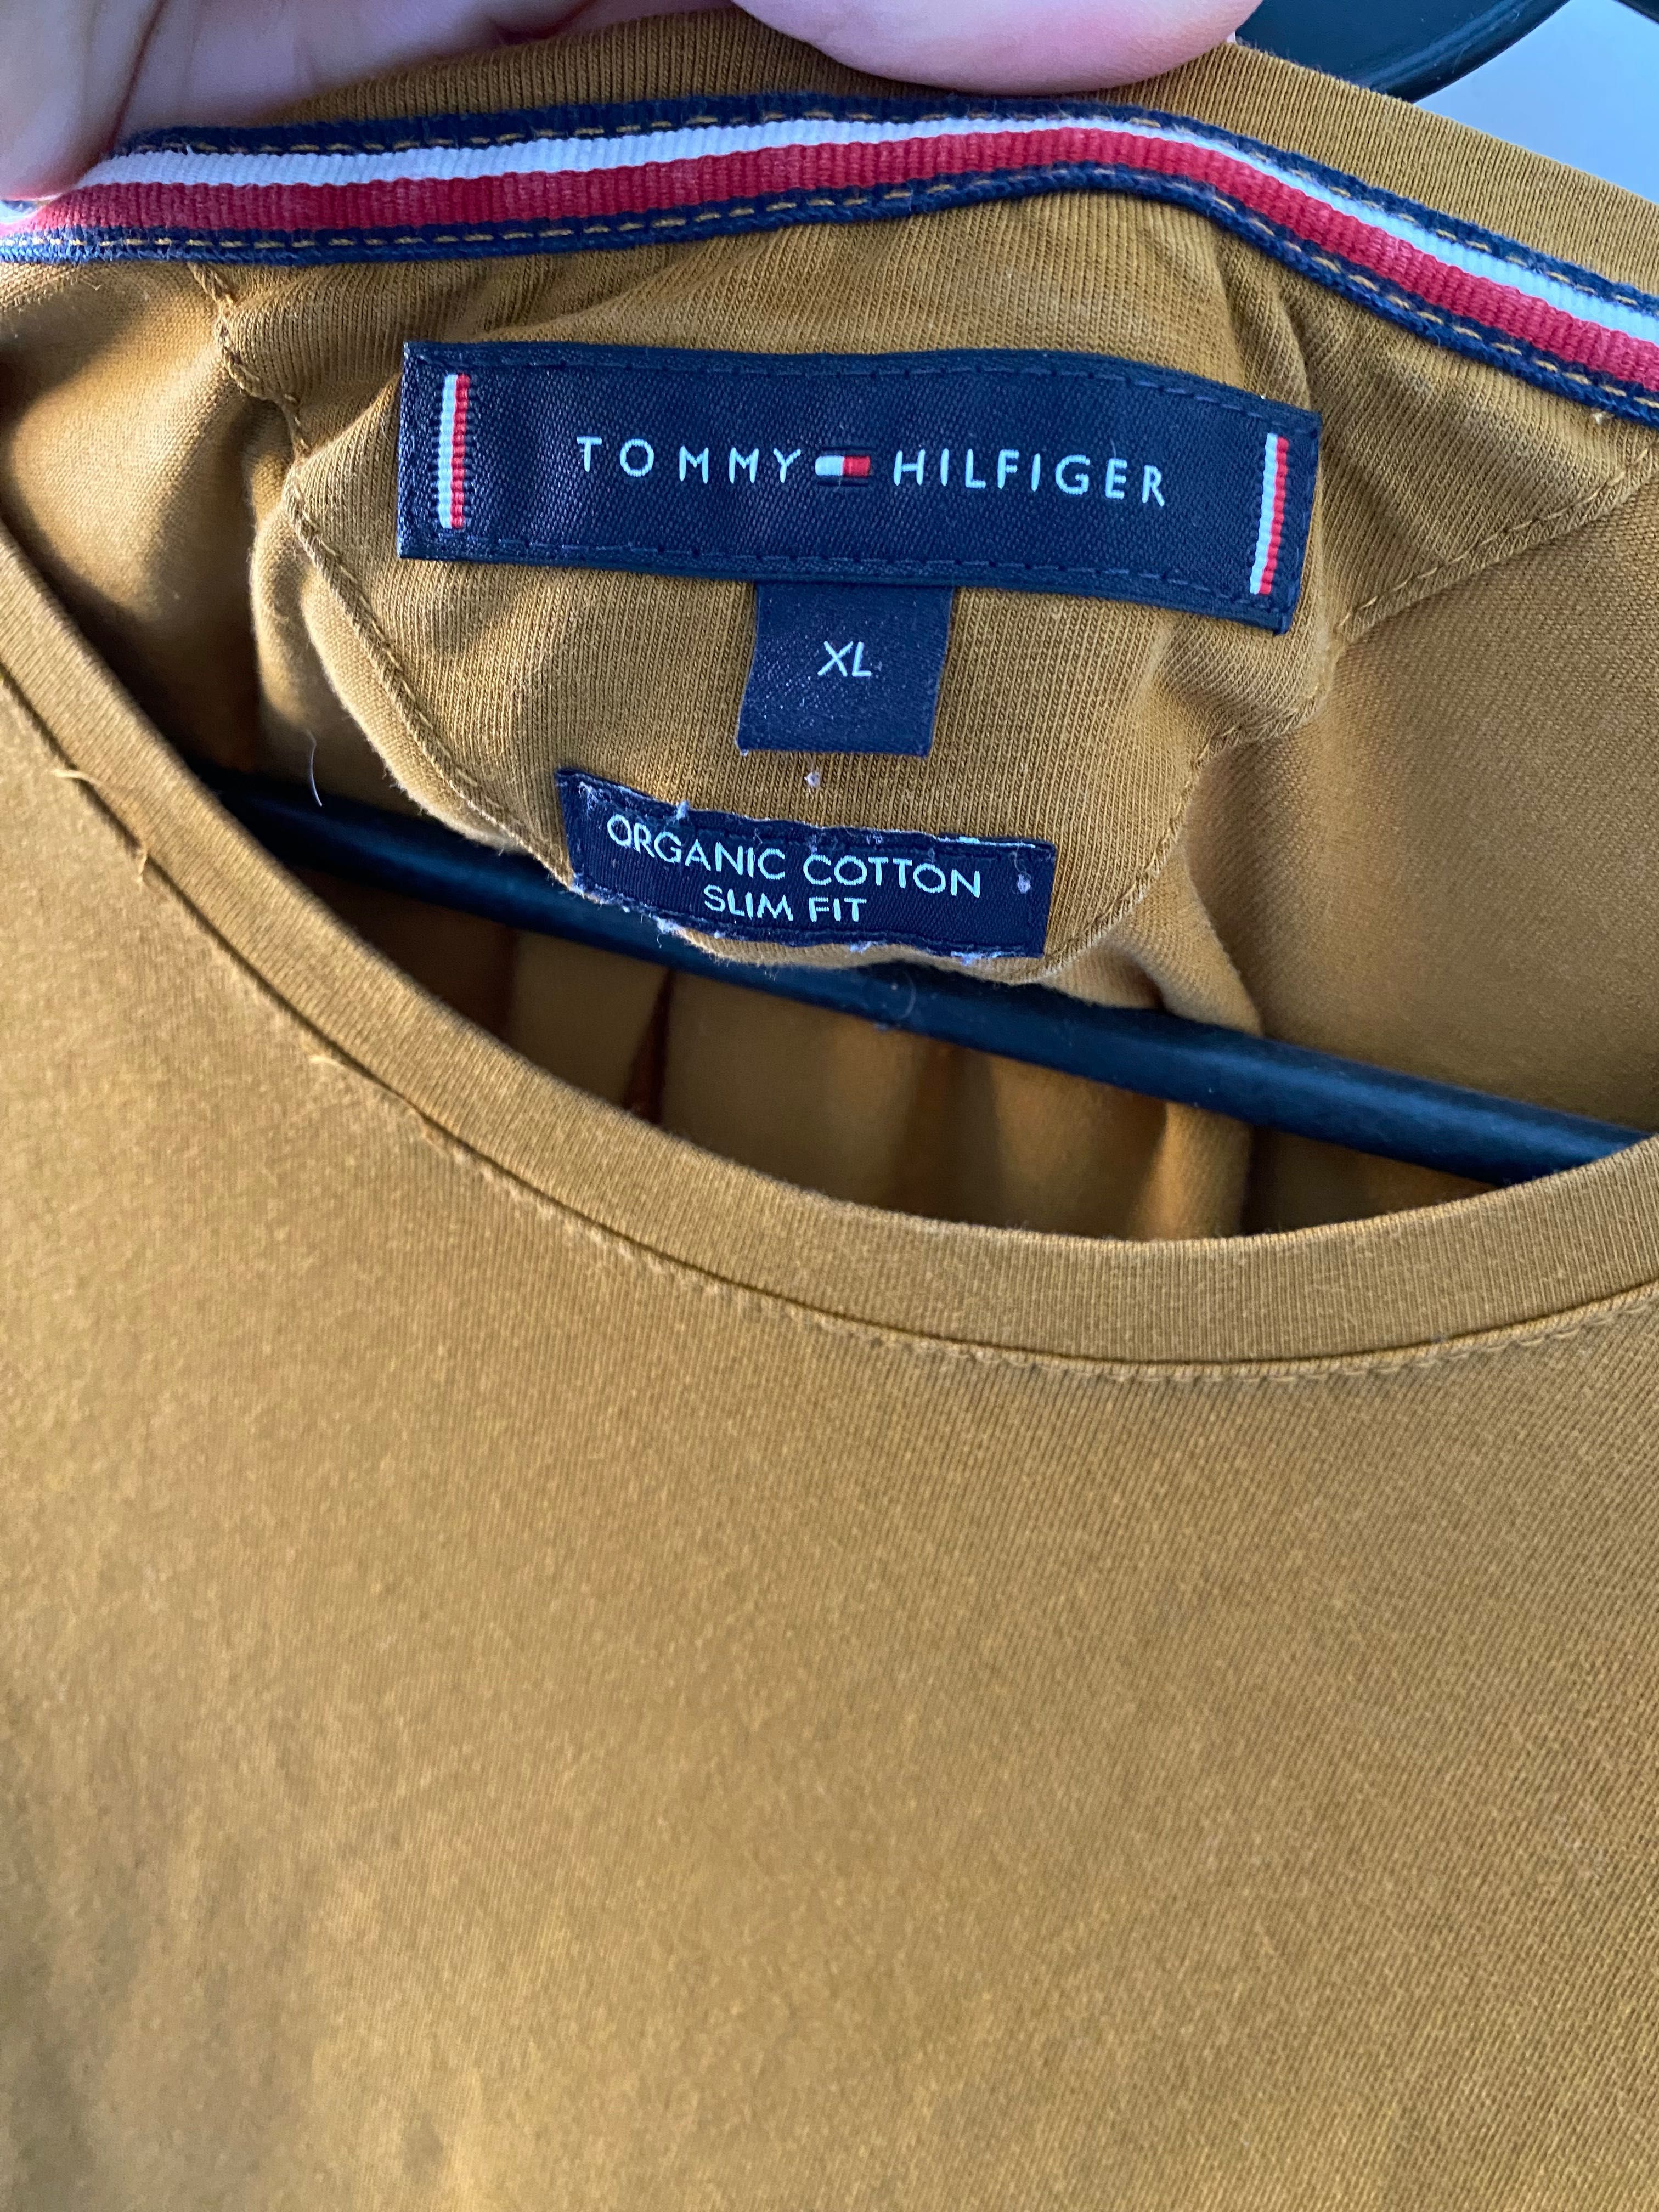 TOMMY HILFIGER
XL
ORGANIC COTTON
SLIM FIT